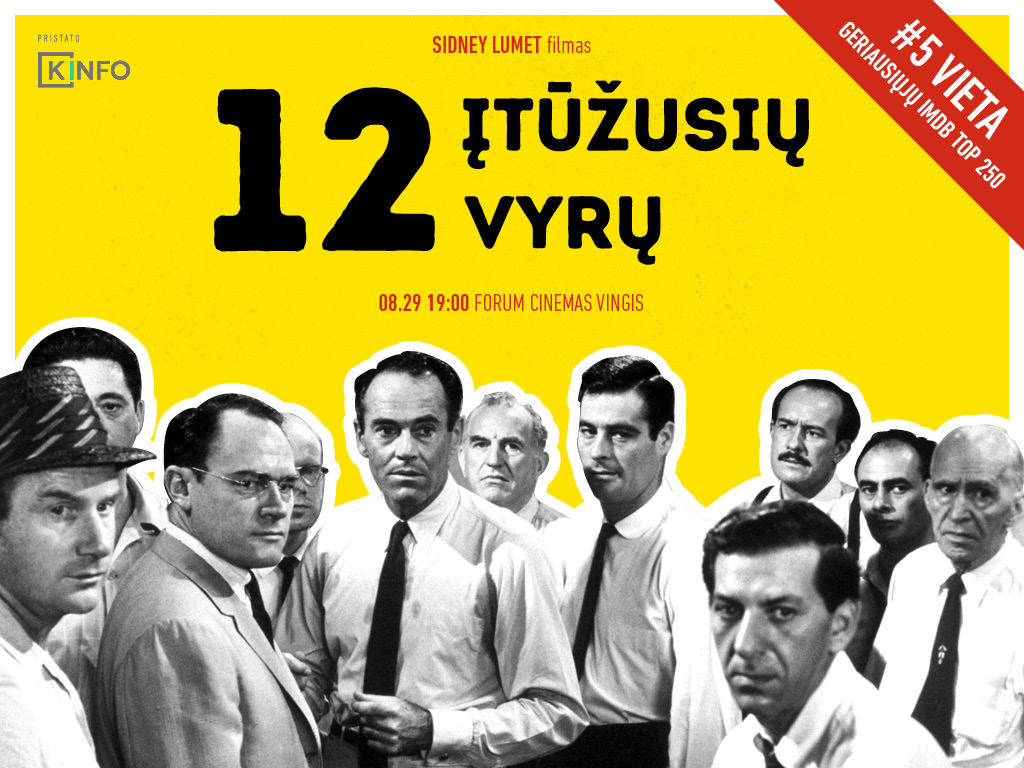 PRISTATO
KINFO
SIDNEY LUMET filmas
12 ĮTŪŽUSIŲ
VYRŲ
08.29 19:00 FORUM CINEMAS VINGIS
#5 VIETA
GERIAUSIŲJŲ IMDB TOP 250